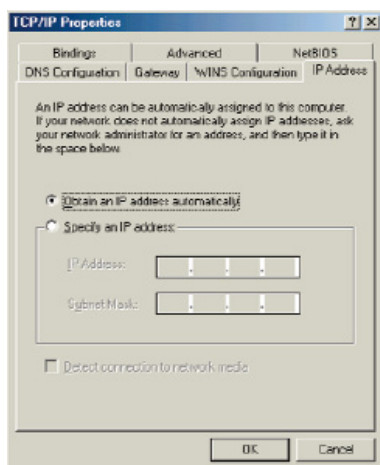 TCP/IP Properties
Bindings Advanced NetBIOS
DNS Configuration Gateway WINS Configuration IP Address
An IP address can be automatically assigned to this computer.
If your network does not automatically assign IP addresses, ask
your network administrator for an address, and then type it in
the space below.
Obtain an IP address automatically
Specify an IP address:
IP Address:
Subnet Mask:
Detect connection to network media
OK Cancel